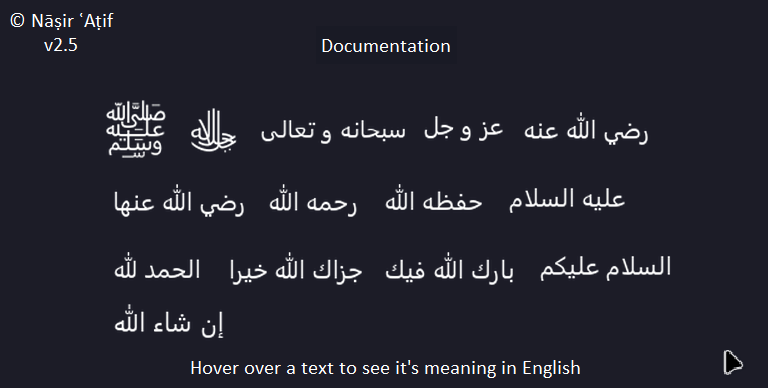 © Nāṣir ʿAṭif
v2.5
Documentation
ﷺ ﷻ سبحانه و تعالى عز و جل رضي الله عنه
رضي الله عنها رحمه الله حفظه الله عليه السلام
الحمد لله جزاك الله خيرا بارك الله فيك السلام عليكم
إن شاء الله
Hover over a text to see it's meaning in English